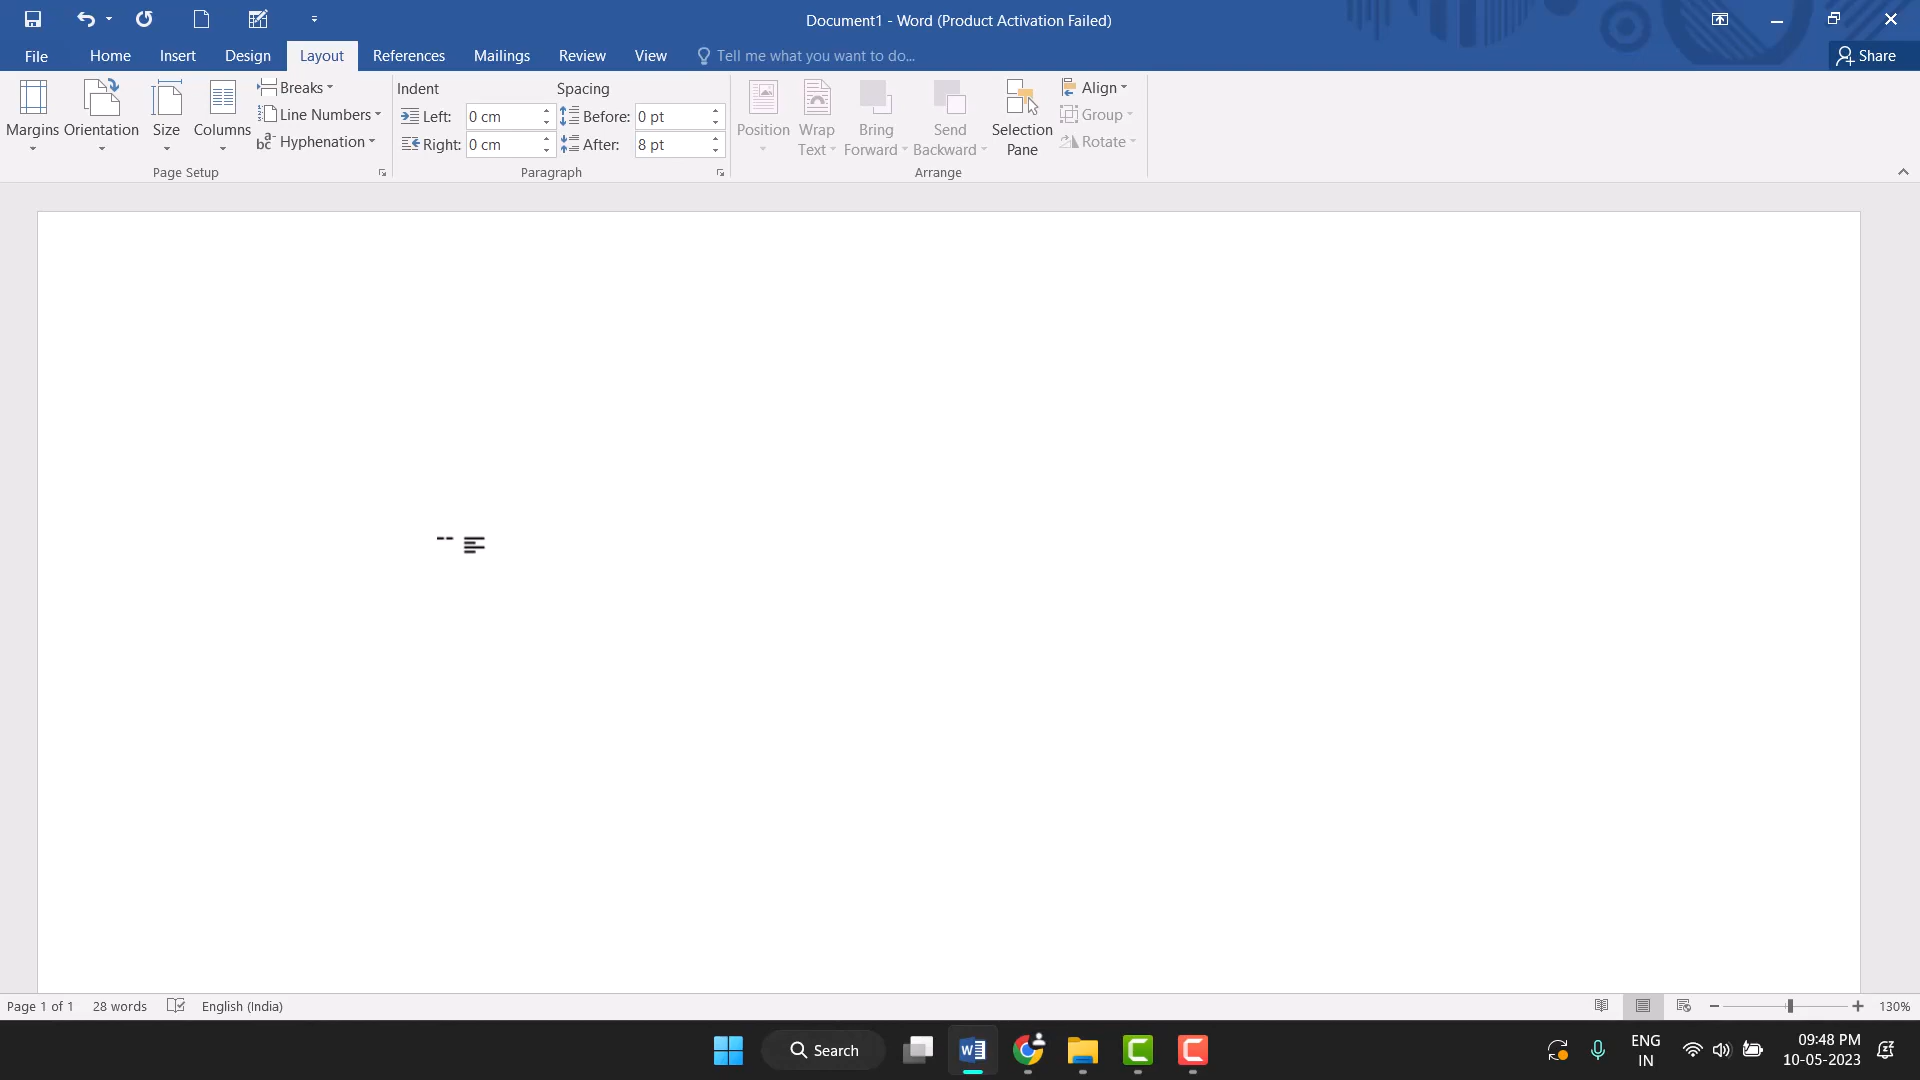 Document1 - Word (Product Activation Failed)
File Home Insert Design Layout References Mailings Review View Tell me what you want to do... Share
Margins Orientation Size Columns
Breaks
Line Numbers
Hyphenation
Page Setup
Indent Spacing
Left: 0 cm Before: 0 pt
Right: 0 cm After: 8 pt
Paragraph
Position Wrap Text Bring Forward Send Backward Selection Pane
Align
Group
Rotate
Arrange
Page 1 of 1 28 words English (India) 130%
Search
ENG
IN
09:48 PM
10-05-2023